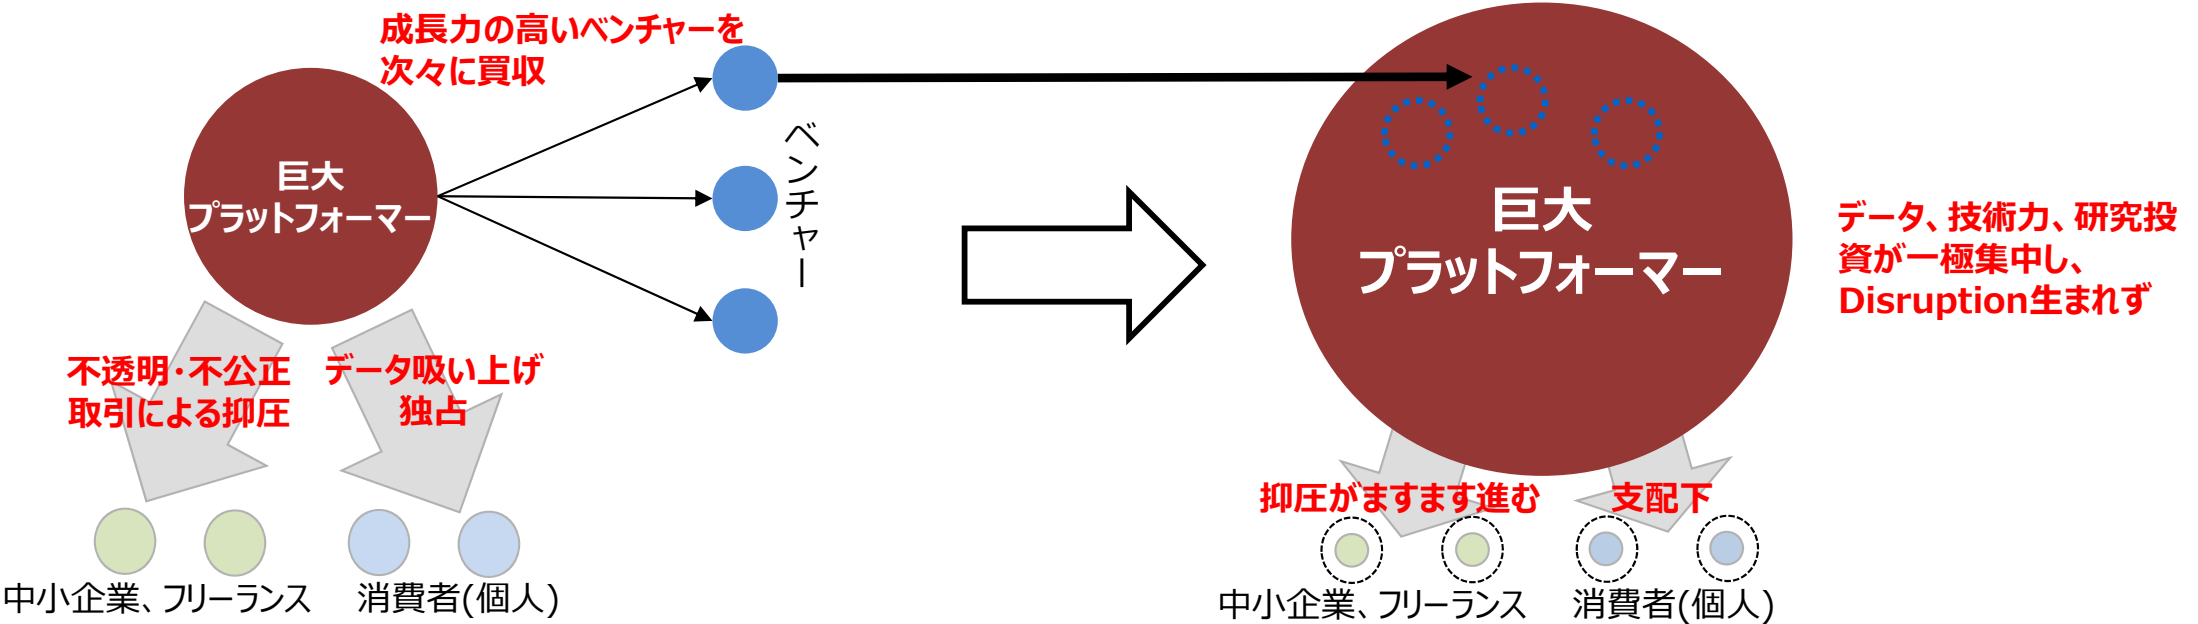 成長力の高いベンチャーを
次々に買収
巨大
プラットフォーマー
ベンチャー
不透明・不公正
取引による抑圧
データ吸い上げ
独占
中小企業、フリーランス
消費者(個人)
巨大
プラットフォーマー
データ、技術力、研究投
資が一極集中し、
Disruption生まれず
抑圧がますます進む
支配下
中小企業、フリーランス
消費者(個人)